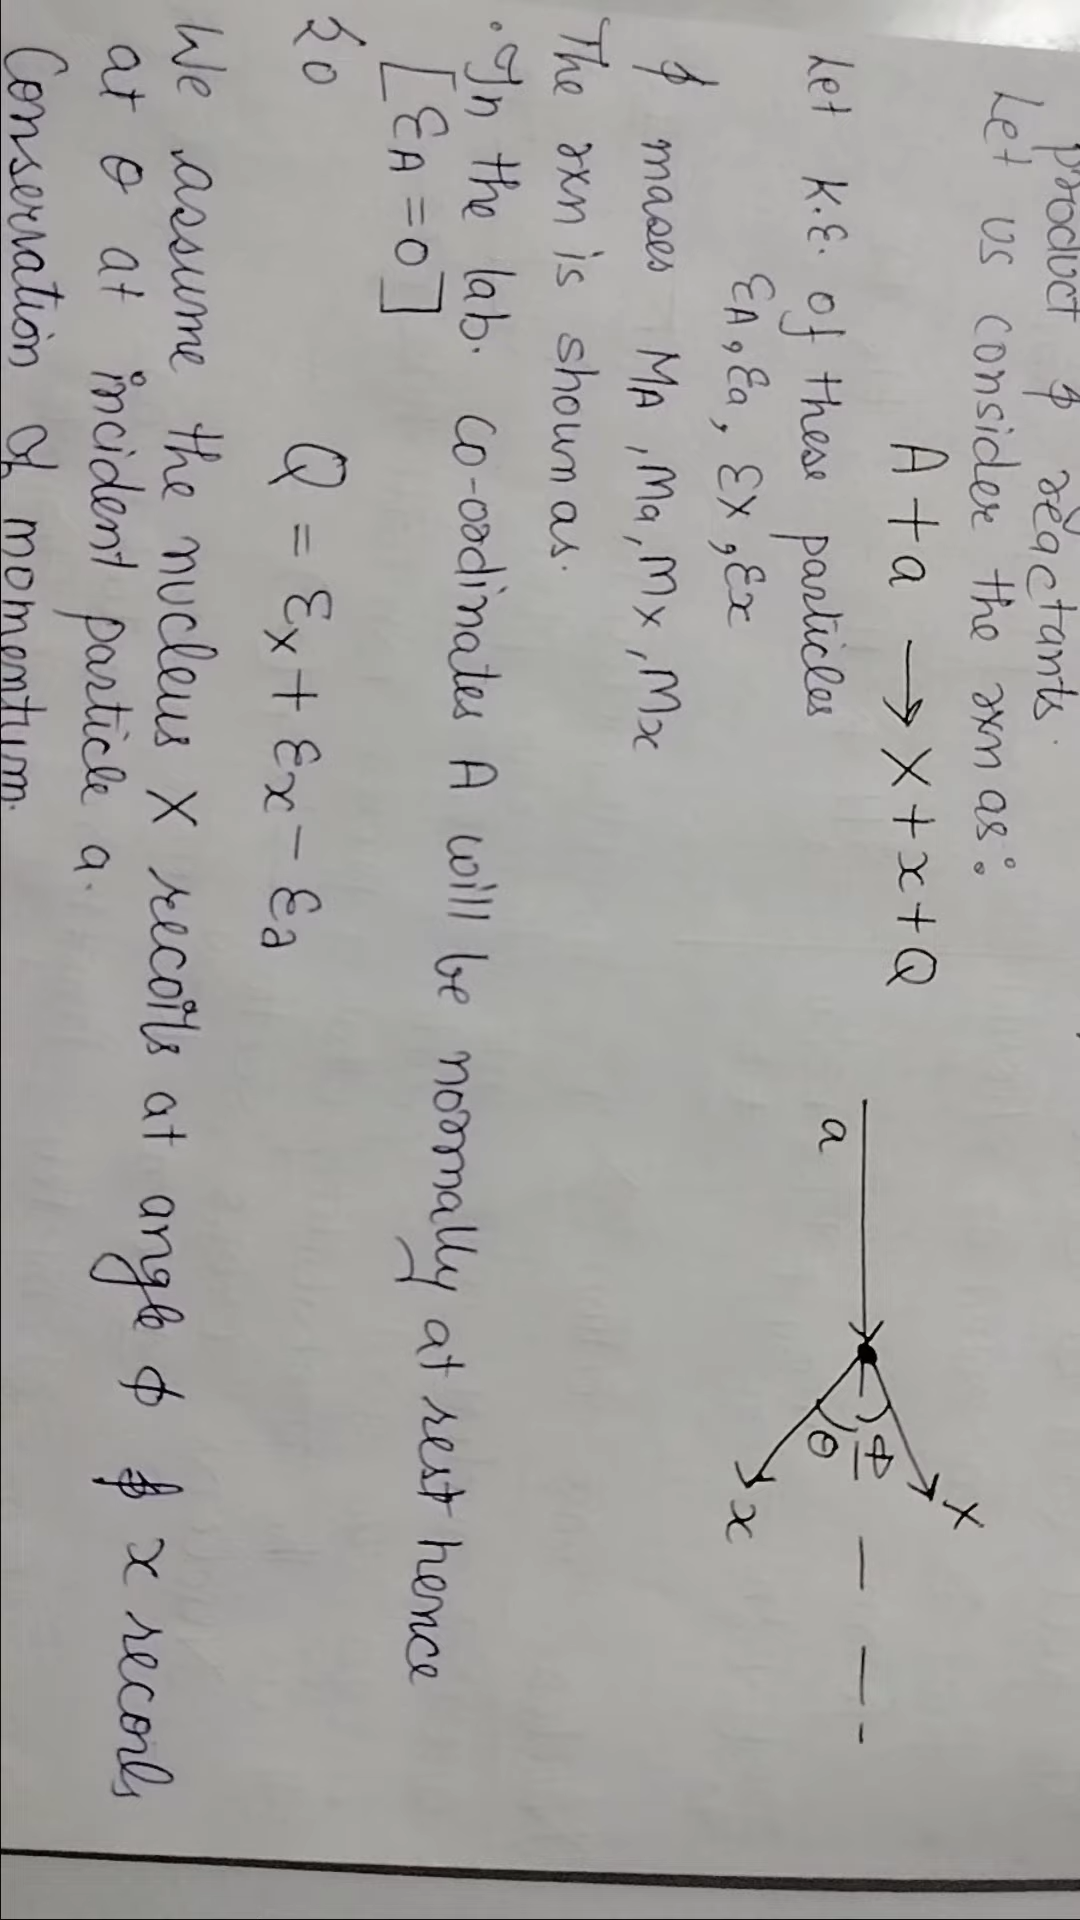 product & reactants.
Let us consider the rxn as:
A + a → X + x + Q
Let K.E. of these particles
EA, Ea, EX, Ex
& mases MA, Ma, MX, Mx
The rxn is shown as.
a
X
ϕ
θ
x
. In the lab. co-ordinates A will be normally at rest hence
[EA = 0]
So
Q = EX + Ex - Ea
We assume the nucleus X recoils at angle ϕ & x recoils
at θ at incident particle a.
Conservation of momentum.